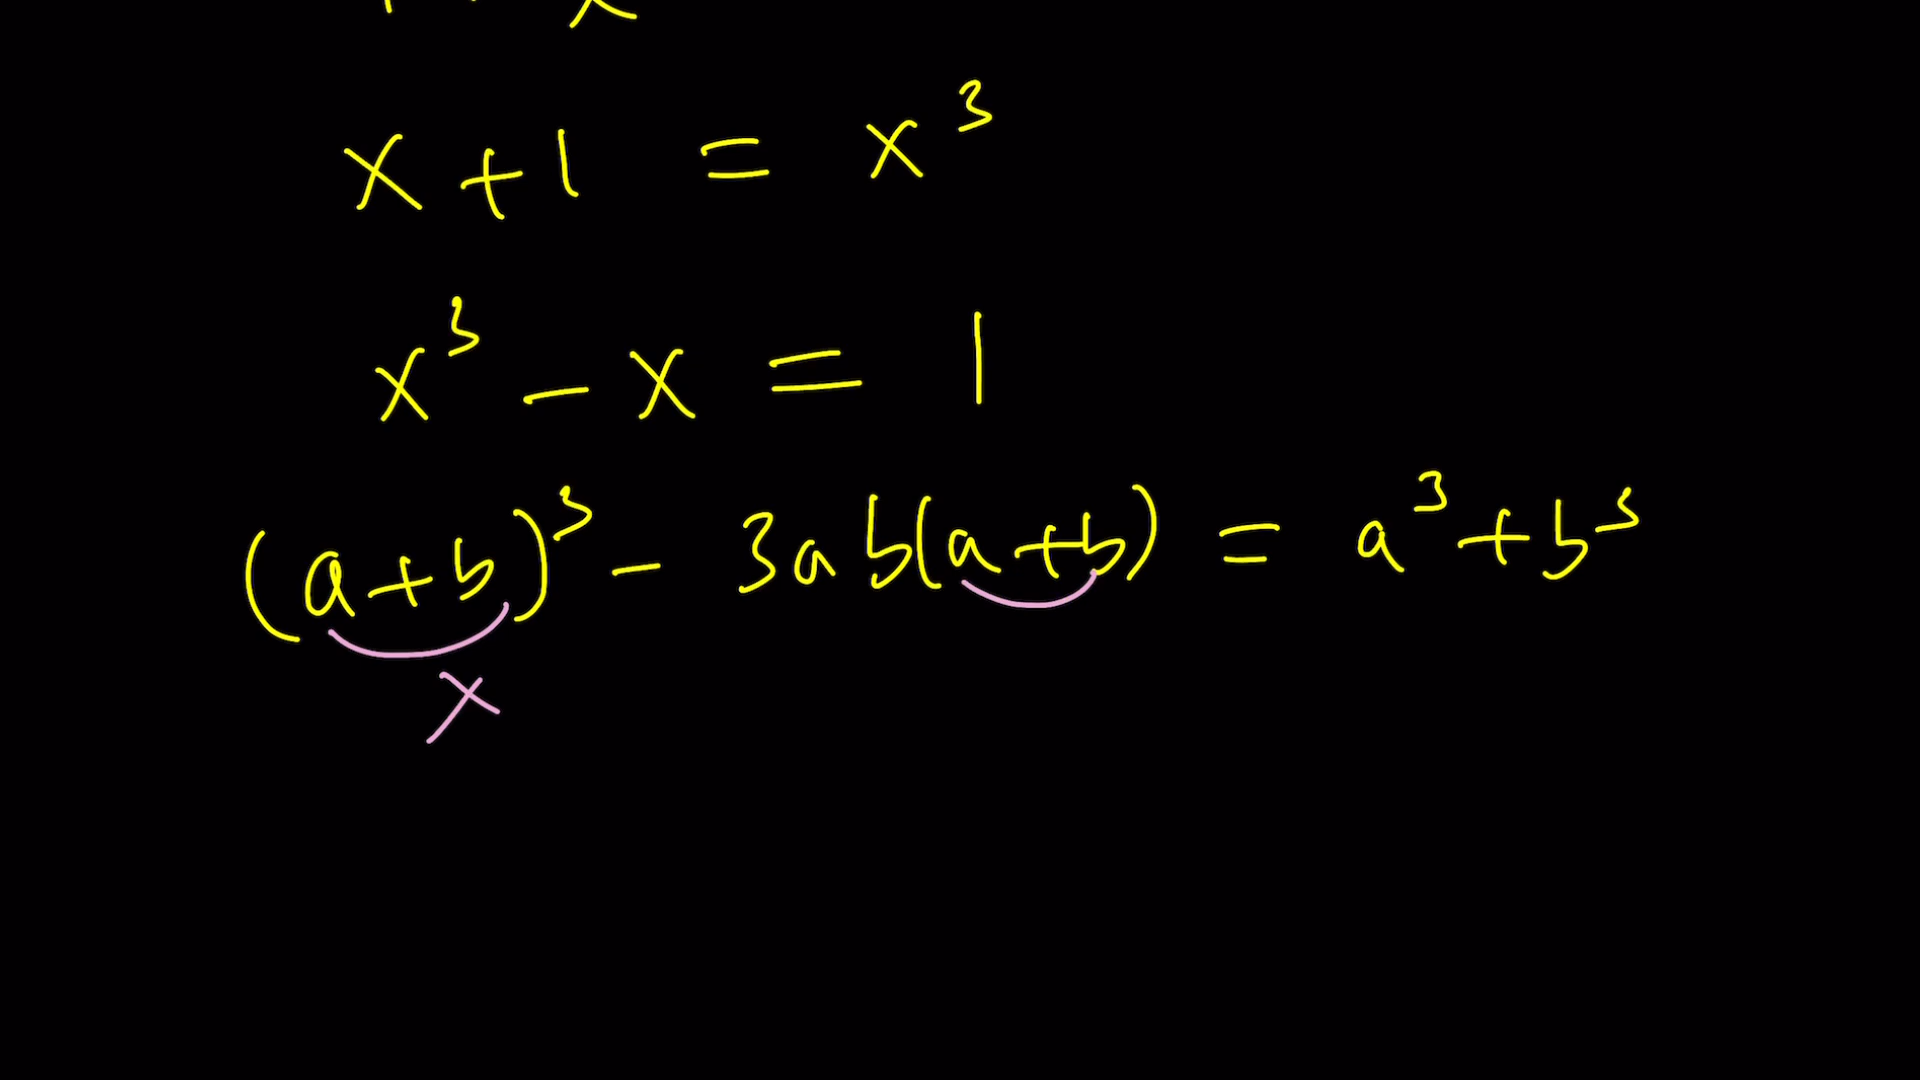 x + 1 = x³
x³ - x = 1
(a+b)³ - 3ab(a+b) = a³+b³
x